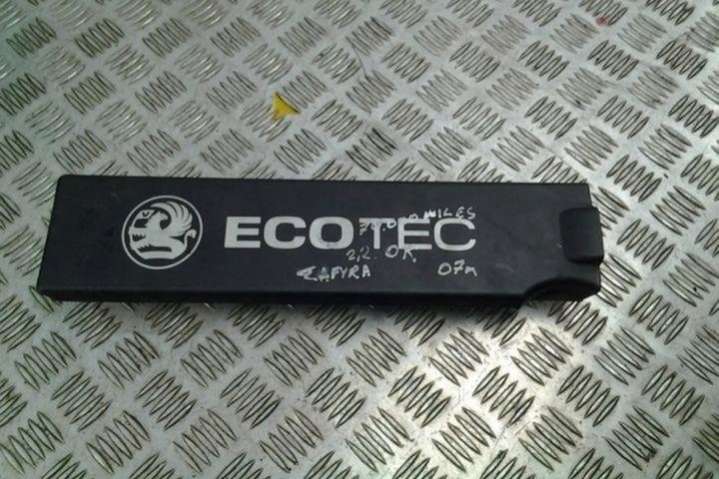 ECOTEC
MILES
2,2. OK.
ZAFYRA 07m